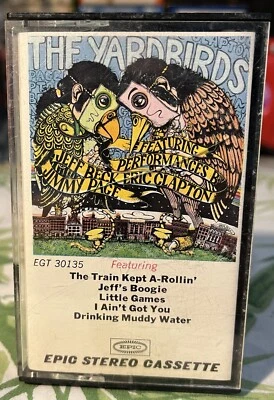 THE YARDBIRDS
FEATURING
PERFORMANCES BY
JEFF BECK
ERIC CLAPTON
JIMMY PAGE
EGT 30135 Featuring
The Train Kept A-Rollin'
Jeff's Boogie
Little Games
I Ain't Got You
Drinking Muddy Water
EPIC
EPIC STEREO CASSETTE